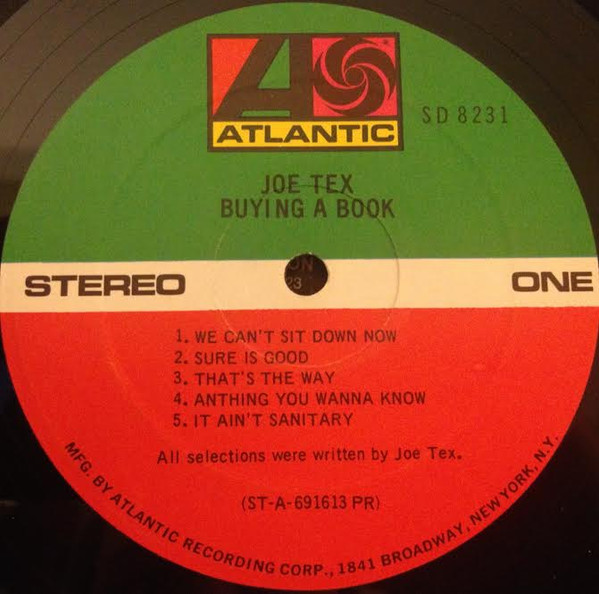 ATLANTIC
SD 8231
JOE TEX
BUYING A BOOK
STEREO
ONE
1. WE CAN'T SIT DOWN NOW
2. SURE IS GOOD
3. THAT'S THE WAY
4. ANTHING YOU WANNA KNOW
5. IT AIN'T SANITARY
All selections were written by Joe Tex.
(ST-A-691613 PR)
MFG. BY ATLANTIC RECORDING CORP., 1841 BROADWAY, NEW YORK, N.Y.